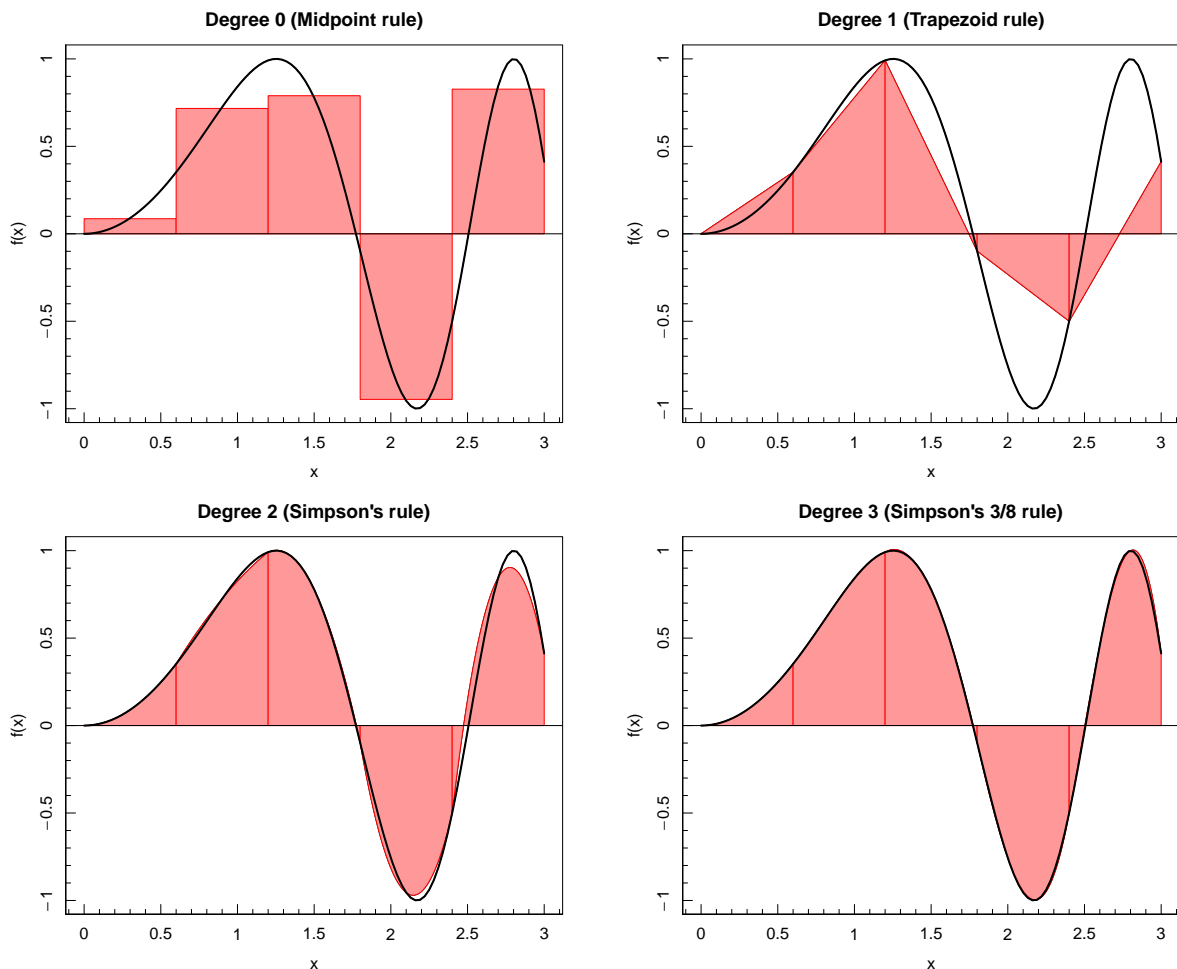 Degree 0 (Midpoint rule)
1
0.5
0
−0.5
−1
f(x)
0 0.5 1 1.5 2 2.5 3
x
Degree 1 (Trapezoid rule)
1
0.5
0
−0.5
−1
f(x)
0 0.5 1 1.5 2 2.5 3
x
Degree 2 (Simpson's rule)
1
0.5
0
−0.5
−1
f(x)
0 0.5 1 1.5 2 2.5 3
x
Degree 3 (Simpson's 3/8 rule)
1
0.5
0
−0.5
−1
f(x)
0 0.5 1 1.5 2 2.5 3
x